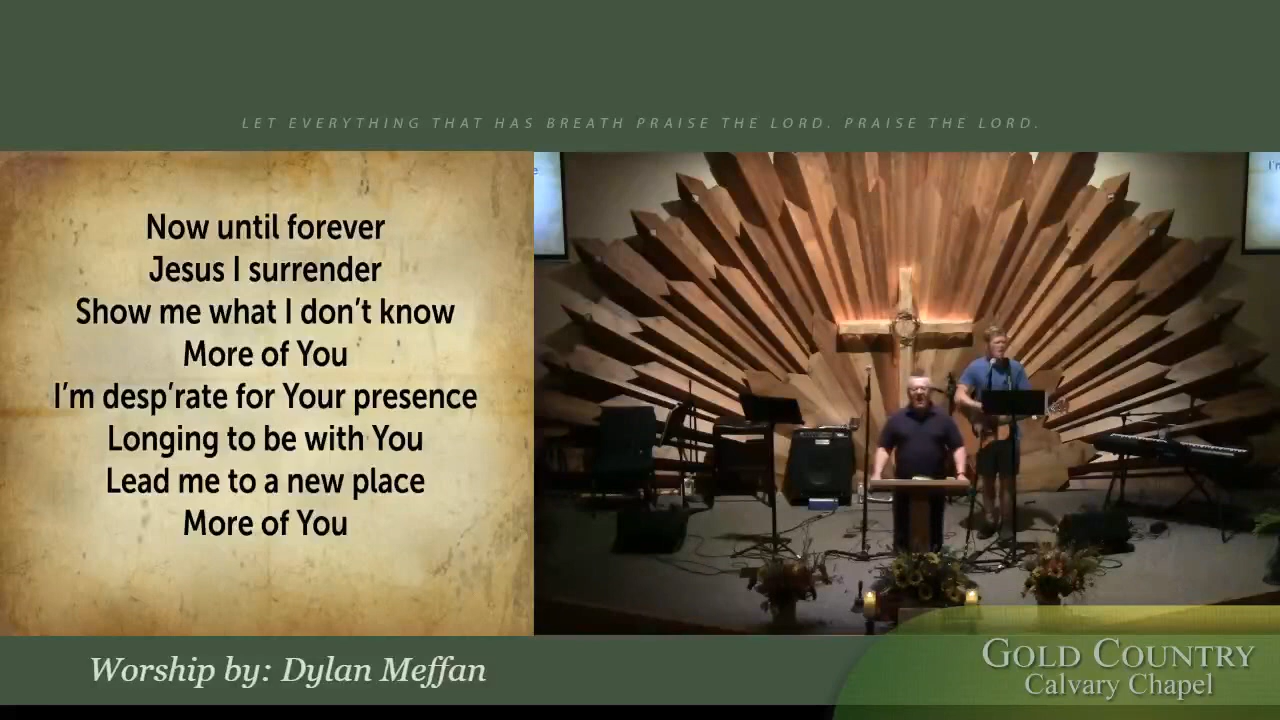 LET EVERYTHING THAT HAS BREATH PRAISE THE LORD. PRAISE THE LORD.
Now until forever
Jesus I surrender
Show me what I don’t know
More of You
I’m desp’rate for Your presence
Longing to be with You
Lead me to a new place
More of You
Worship by: Dylan Meffan
GOLD COUNTRY
Calvary Chapel